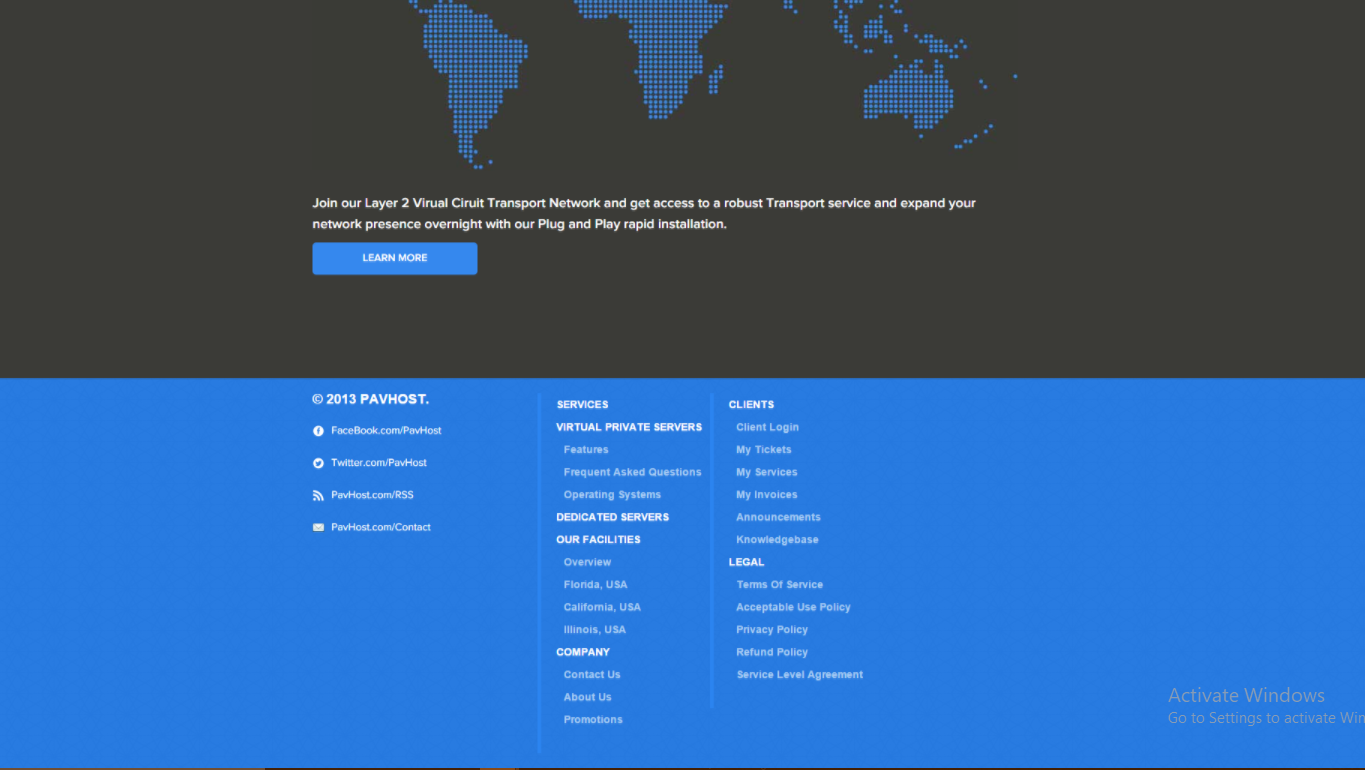 Join our Layer 2 Virual Ciruit Transport Network and get access to a robust Transport service and expand your
network presence overnight with our Plug and Play rapid installation.
LEARN MORE
© 2013 PAVHOST.
FaceBook.com/PavHost
Twitter.com/PavHost
PavHost.com/RSS
PavHost.com/Contact
SERVICES
VIRTUAL PRIVATE SERVERS
Features
Frequent Asked Questions
Operating Systems
DEDICATED SERVERS
OUR FACILITIES
Overview
Florida, USA
California, USA
Illinois, USA
COMPANY
Contact Us
About Us
Promotions
CLIENTS
Client Login
My Tickets
My Services
My Invoices
Announcements
Knowledgebase
LEGAL
Terms Of Service
Acceptable Use Policy
Privacy Policy
Refund Policy
Service Level Agreement
Activate Windows
Go to Settings to activate Win